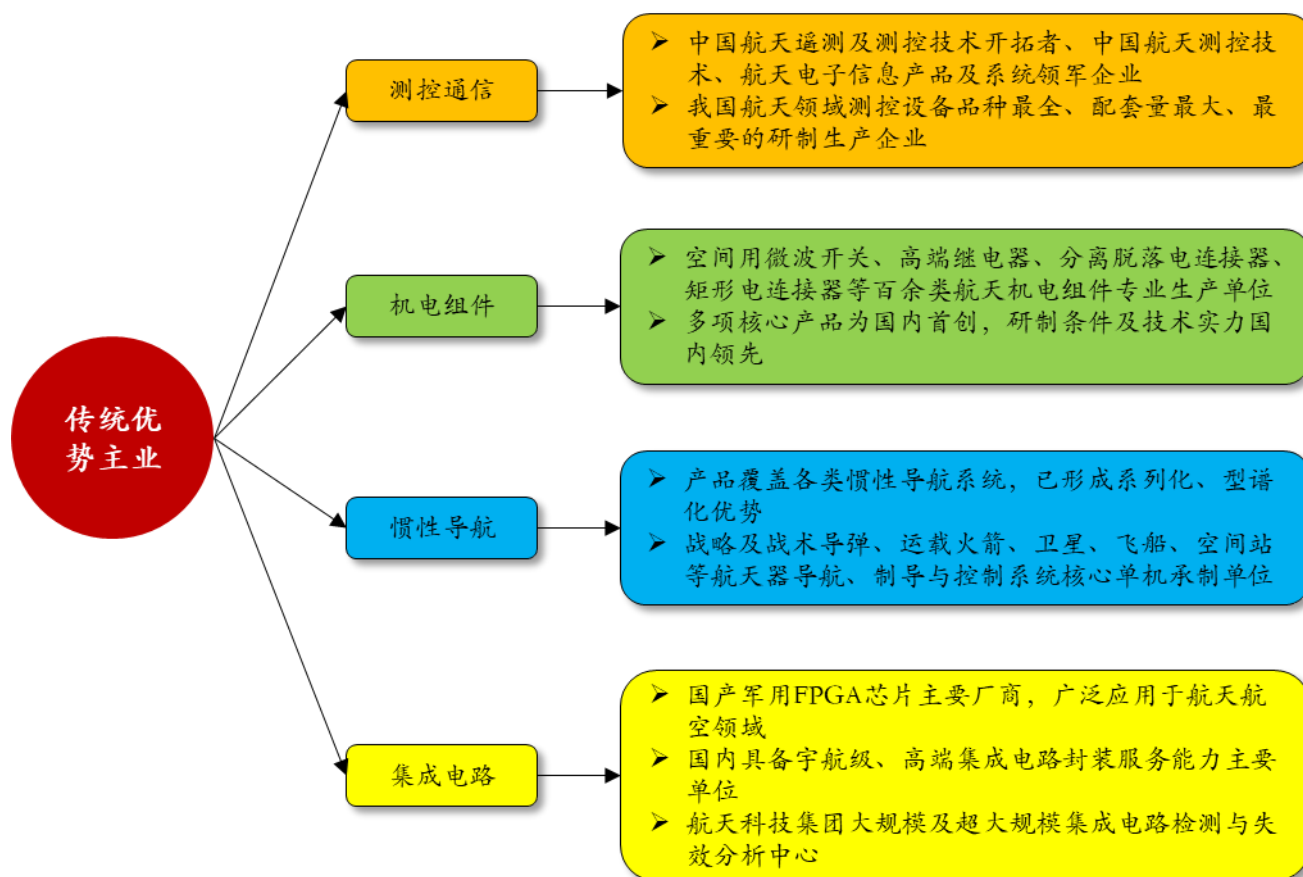 传统优
势主业
测控通信
➢ 中国航天遥测及测控技术开拓者、中国航天测控技
术、航天电子信息产品及系统领军企业
➢ 我国航天领域测控设备品种最全、配套量最大、最
重要的研制生产企业
机电组件
➢ 空间用微波开关、高端继电器、分离脱落电连接器、
矩形电连接器等百余类航天机电组件专业生产单位
➢ 多项核心产品为国内首创，研制条件及技术实力国
内领先
惯性导航
➢ 产品覆盖各类惯性导航系统，已形成系列化、型谱
化优势
➢ 战略及战术导弹、运载火箭、卫星、飞船、空间站
等航天器导航、制导与控制系统核心单机承制单位
集成电路
➢ 国产军用FPGA芯片主要厂商，广泛应用于航天航
空领域
➢ 国内具备宇航级、高端集成电路封装服务能力主要
单位
➢ 航天科技集团大规模及超大规模集成电路检测与失
效分析中心